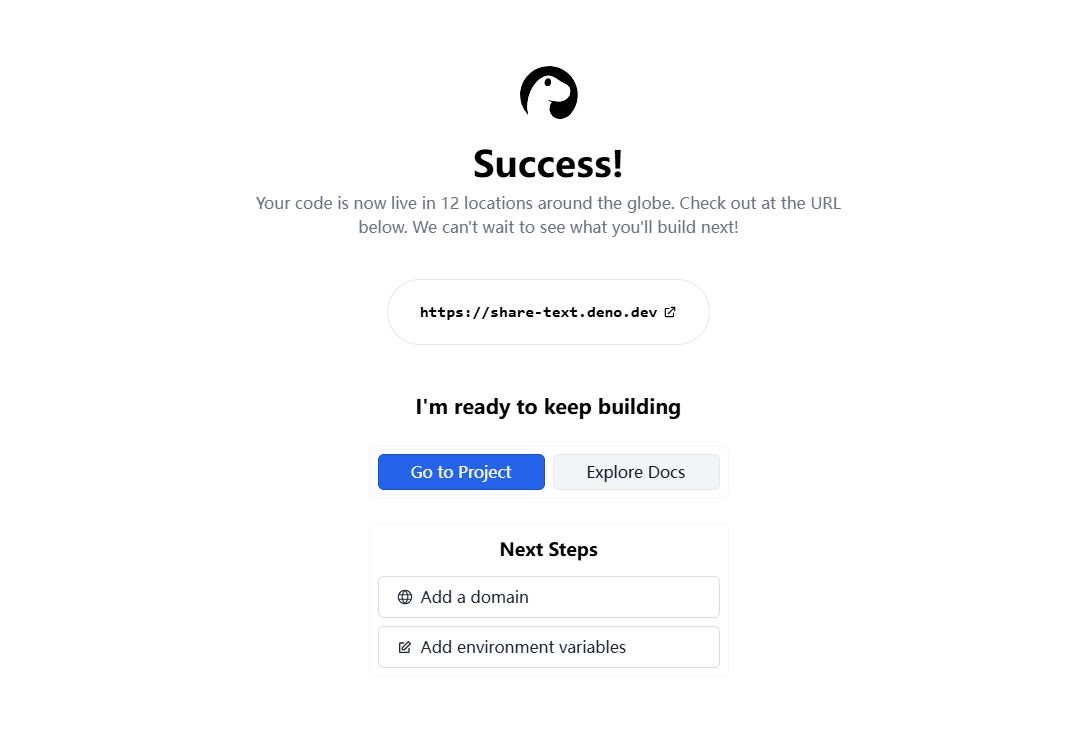 Success!
Your code is now live in 12 locations around the globe. Check out at the URL
below. We can't wait to see what you'll build next!
https://share-text.deno.dev
I'm ready to keep building
Go to Project
Explore Docs
Next Steps
Add a domain
Add environment variables